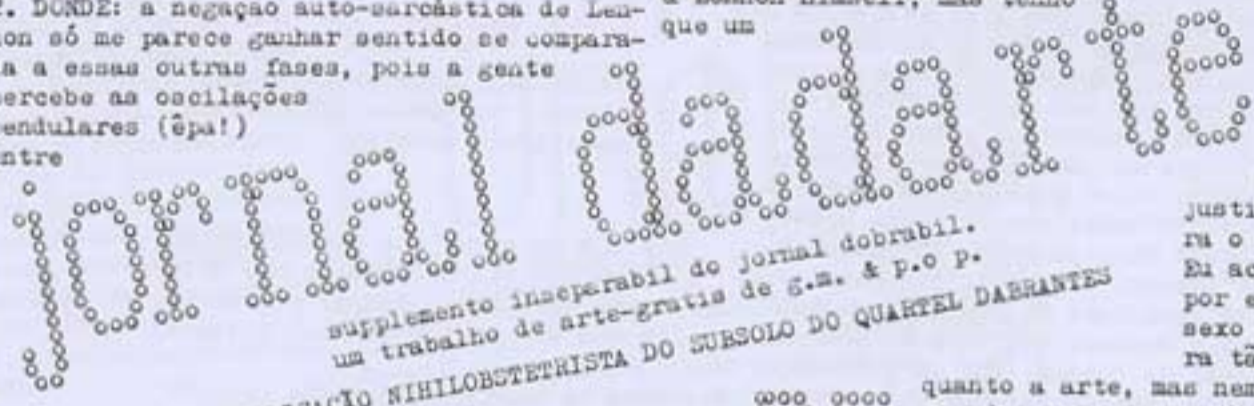 . DONDE: a negação auto-sarcástica de Len-
non só me parece ganhar sentido se compara-
a a essas outras fases, pois a gente
percebe as oscilações
pendulares (êpa!)
ntre
que um
jornal dadarte
supplemento inseparabil do jornal dobrabil.
um trabalho de arte-gratis de g.m. & p.o p.
NIHILOBSTETRISTA DO SUBSOLO DO QUARTEL DABRANTES
justi
ra o
Eu ac
por e
sexo
ra tã
quanto a arte, mas nem